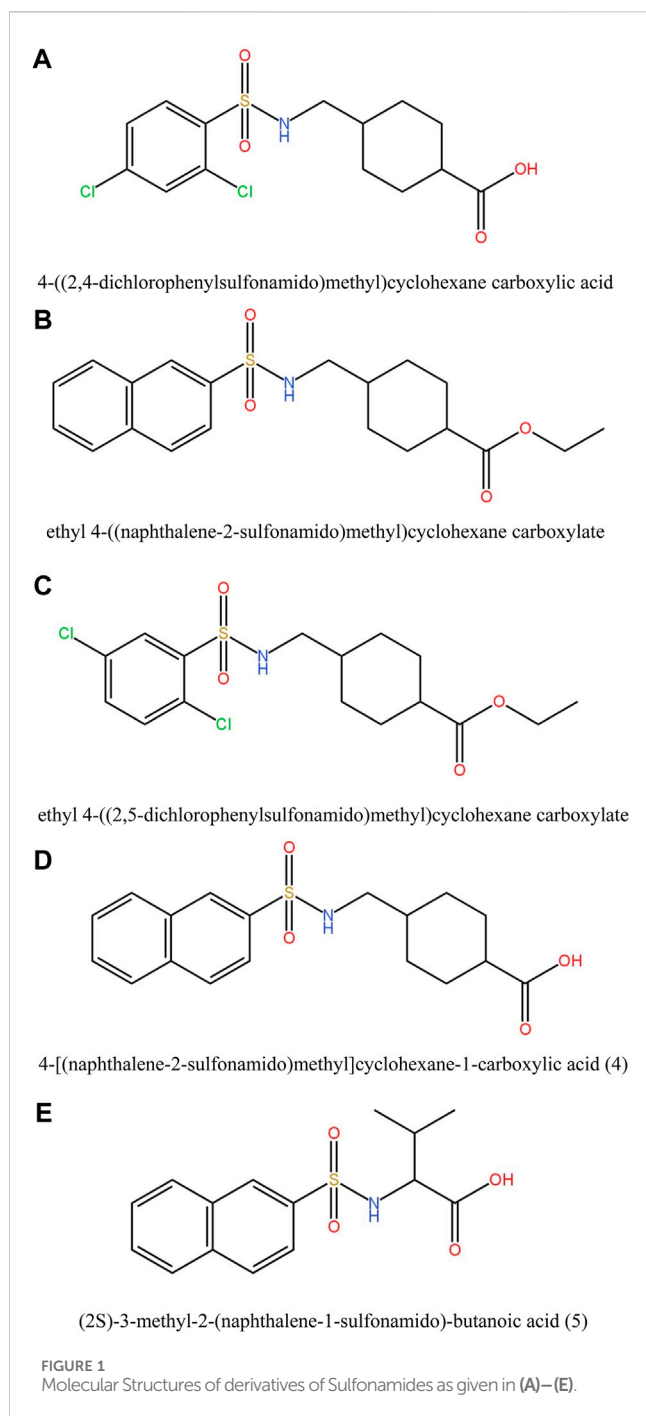 A
O
S
O
N
H
Cl
Cl
OH
O
4-((2,4-dichlorophenylsulfonamido)methyl)cyclohexane carboxylic acid
B
O
S
O
N
H
O
O
ethyl 4-((naphthalene-2-sulfonamido)methyl)cyclohexane carboxylate
C
O
Cl
S
O
N
H
Cl
O
O
ethyl 4-((2,5-dichlorophenylsulfonamido)methyl)cyclohexane carboxylate
D
O
S
O
N
H
OH
O
4-[(naphthalene-2-sulfonamido)methyl]cyclohexane-1-carboxylic acid (4)
E
O
S
O
N
H
OH
O
(2S)-3-methyl-2-(naphthalene-1-sulfonamido)-butanoic acid (5)
FIGURE 1
Molecular Structures of derivatives of Sulfonamides as given in (A)–(E).